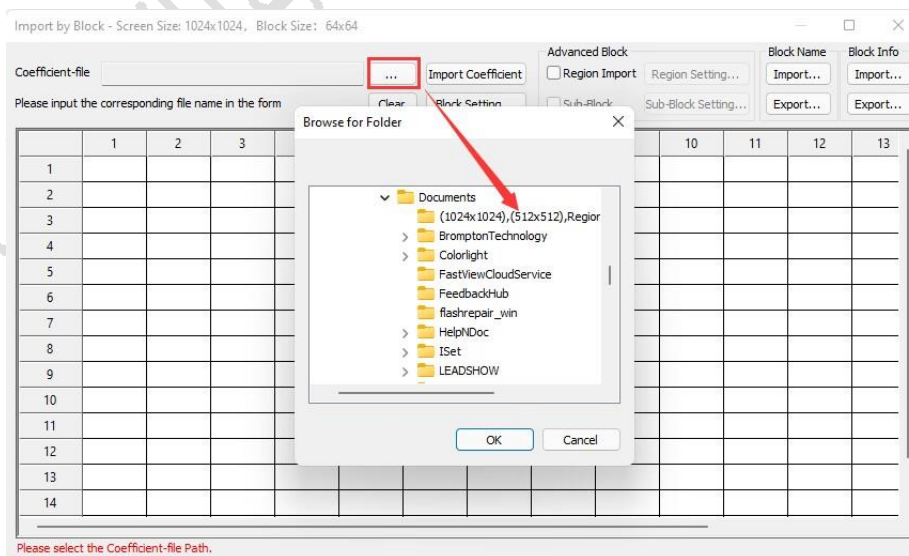 Import by Block - Screen Size: 1024x1024, Block Size: 64x64
Advanced Block
Block Name
Block Info
Coefficient-file
...
Import Coefficient
Region Import
Region Setting...
Import...
Import...
Please input the corresponding file name in the form
Clear
Block Setting
Sub-Block
Sub-Block Setting...
Export...
Export...
Browse for Folder
1 2 3 10 11 12 13
1
2
3
4
5
6
7
8
9
10
11
12
13
14
Documents
(1024x1024),(512x512),Region
BromptonTechnology
Colorlight
FastViewCloudService
FeedbackHub
flashrepair_win
HelpNDoc
ISet
LEADSHOW
OK
Cancel
Please select the Coefficient-file Path.